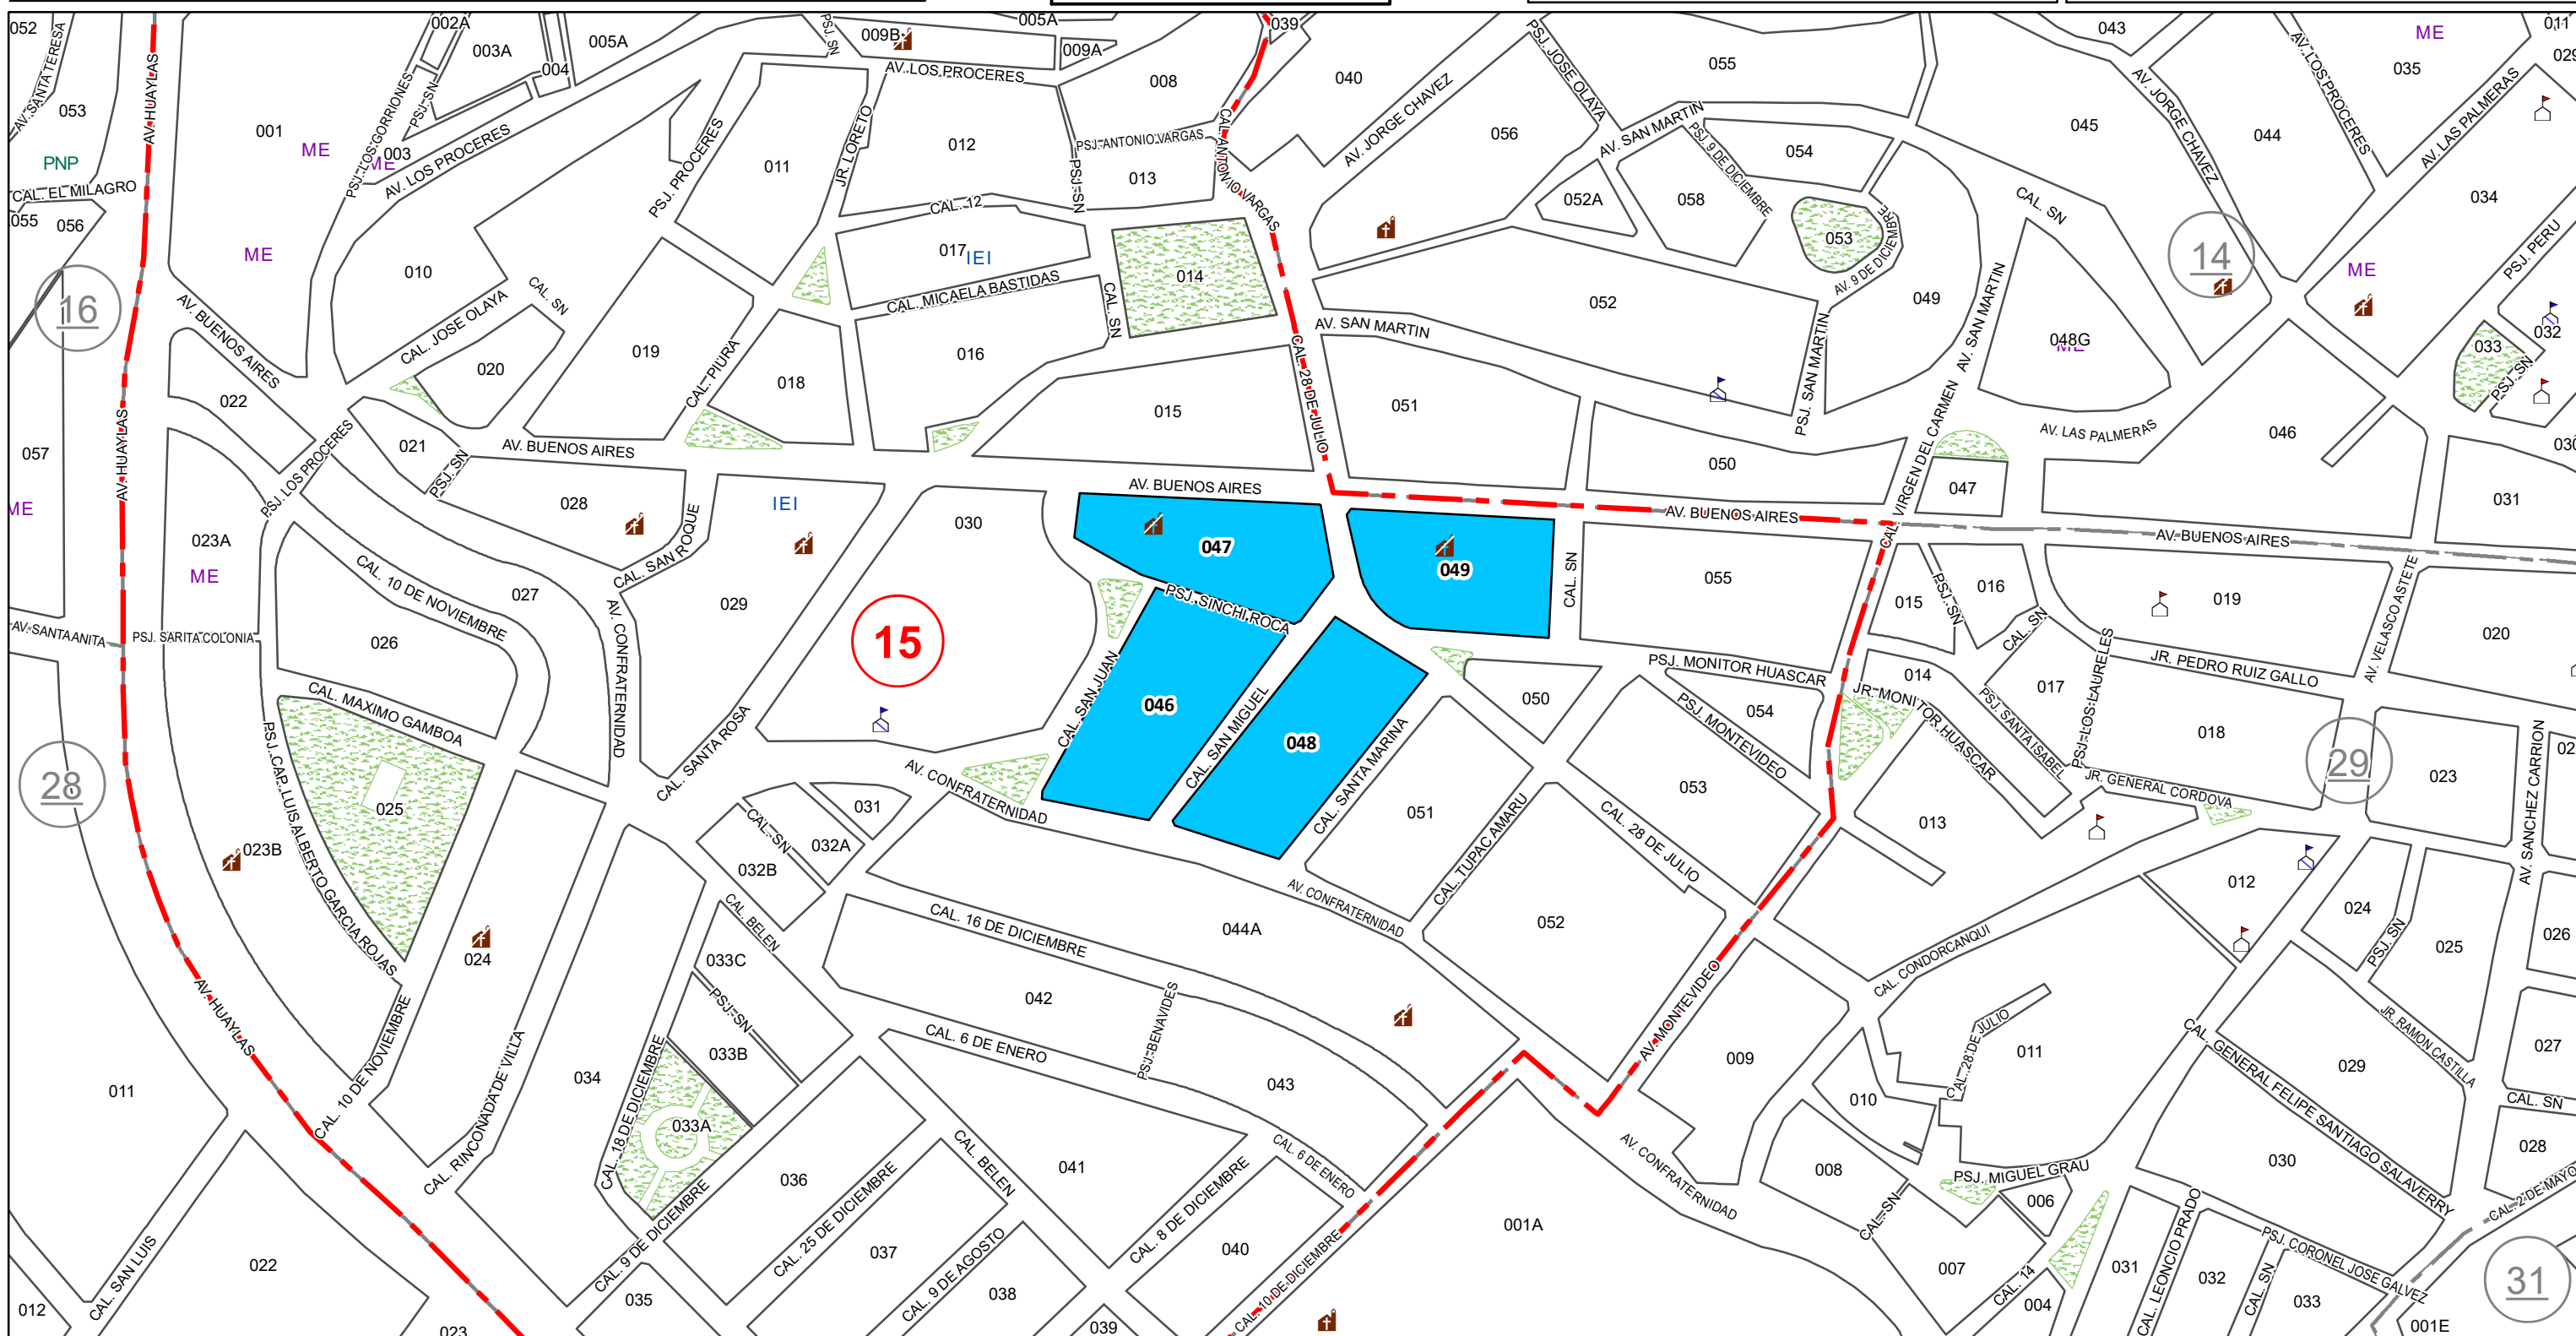 052
AV. SANTA TERESA
053
PNP
CAL. EL MILAGRO
055
056
16
057
ME
AV. HUAYLAS
001
ME
ME
002A
003A
004
005A
PSJ. LOS GORRIONES
PSJ. SN
003
ME
AV. LOS PROCERES
PSJ. SN
009B
005A
009A
AV. LOS PROCERES
008
039
040
PSJ. PROCERES
011
JR. LORETO
012
PSJ. ANTONIO VARGAS
PSJ. SN
013
CAL. ANTONIO VARGAS
CAL. 12
017
IEI
CAL. MICAELA BASTIDAS
CAL. SN
014
010
CAL. JOSE OLAYA
CAL. SN
019
CAL. PIURA
018
016
020
AV. BUENOS AIRES
022
021
PSJ. SN
PSJ. LOS PROCERES
AV. BUENOS AIRES
015
CAL. 28 DE JULIO
AV. JORGE CHAVEZ
056
PSJ. JOSE OLAYA
055
AV. SAN MARTIN
PSJ. 9 DE DICIEMBRE
054
052A
058
053
AV. 9 DE DICIEMBRE
052
AV. SAN MARTIN
PSJ. SAN MARTIN
049
AV. SAN MARTIN
051
050
CAL. VIRGEN DEL CARMEN
043
045
AV. JORGE CHAVEZ
044
AV. LOS PROCERES
035
ME
011
AV. LAS PALMERAS
034
PSJ. PERU
CAL. SN
14
ME
048G
ME
032
033
PSJ. SN
AV. LAS PALMERAS
046
047
031
AV. HUAYLAS
023A
ME
028
CAL. SAN ROQUE
IEI
029
030
15
AV. BUENOS AIRES
047
PSJ. SINCHI ROCA
049
CAL. SN
AV. BUENOS AIRES
055
AV. BUENOS AIRES
CAL. 10 DE NOVIEMBRE
027
026
AV. CONFRATERNIDAD
AV. SANTA ANITA
PSJ. SARITA COLONIA
CAL. MAXIMO GAMBOA
CAL. SANTA ROSA
CAL. SAN JUAN
046
CAL. SAN MIGUEL
048
CAL. SANTA MARINA
050
PSJ. MONITOR HUASCAR
054
PSJ. MONTEVIDEO
053
015
PSJ. SN
016
CAL. SN
014
JR. MONITOR HUASCAR
PSJ. SANTA ISABEL
017
PSJ. LOS LAURELES
019
JR. PEDRO RUIZ GALLO
AV. VELASCO ASTETE
020
018
JR. GENERAL CORDOVA
29
023
AV. SANCHEZ CARRION
28
PSJ. CAP. LUIS ALBERTO GARCIA ROJAS
025
023B
024
AV. CONFRATERNIDAD
031
CAL. SN
032A
032B
051
CAL. TUPAC AMARU
CAL. 28 DE JULIO
AV. CONFRATERNIDAD
052
013
012
024
PSJ. SN
025
026
CAL. BELEN
033C
PSJ. SN
033B
CAL. 16 DE DICIEMBRE
044A
042
PSJ. BENAVIDES
CAL. 6 DE ENERO
043
AV. MONTEVIDEO
CAL. CONDORCANQUI
CAL. 28 DE JULIO
011
009
010
JR. RAMON CASTILLA
029
CAL. GENERAL FELIPE SANTIAGO SALAVERRY
027
CAL. SN
028
AV. HUAYLAS
011
CAL. 10 DE NOVIEMBRE
CAL. RINCONADA DE VILLA
034
CAL. 18 DE DICIEMBRE
033A
CAL. 9 DE DICIEMBRE
036
CAL. 25 DE DICIEMBRE
037
CAL. BELEN
041
CAL. 8 DE DICIEMBRE
CAL. 6 DE ENERO
040
CAL. 10 DE DICIEMBRE
AV. CONFRATERNIDAD
001A
008
CAL. SN
PSJ. MIGUEL GRAU
006
030
CAL. 2 DE MAYO
PSJ. CORONEL JOSE GALVEZ
CAL. LEONCIO PRADO
31
022
CAL. SAN LUIS
012
023
035
CAL. 9 DE AGOSTO
038
039
007
CAL. 14
004
031
032
CAL. SN
033
001E